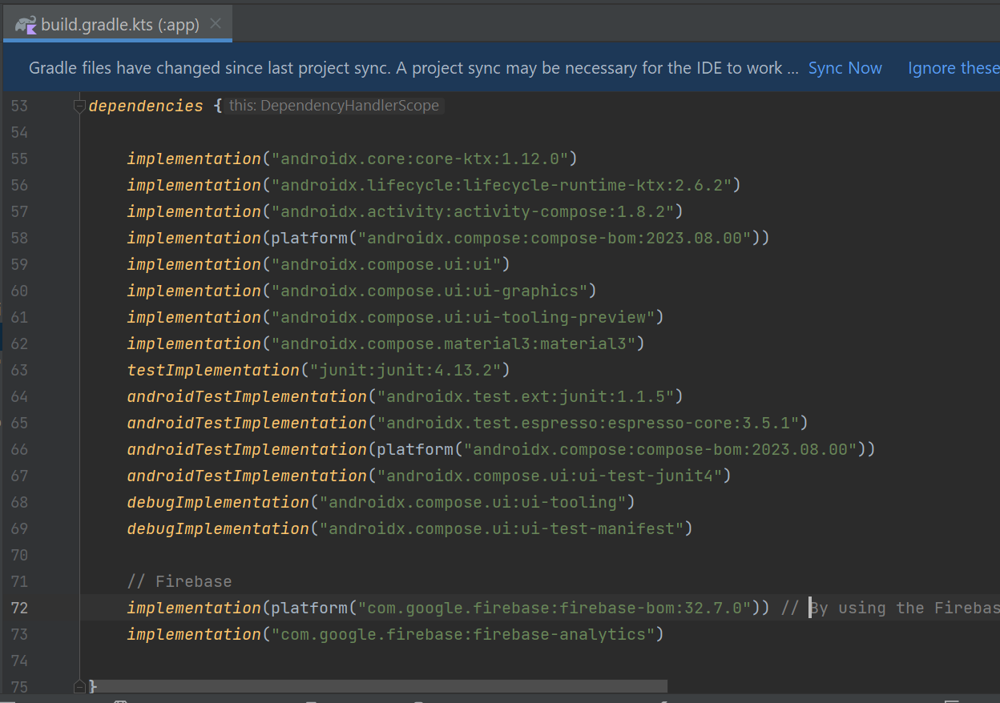 build.gradle.kts (:app)
Gradle files have changed since last project sync. A project sync may be necessary for the IDE to work ... Sync Now Ignore these
53 dependencies { this: DependencyHandlerScope
54
55 implementation("androidx.core:core-ktx:1.12.0")
56 implementation("androidx.lifecycle:lifecycle-runtime-ktx:2.6.2")
57 implementation("androidx.activity:activity-compose:1.8.2")
58 implementation(platform("androidx.compose:compose-bom:2023.08.00"))
59 implementation("androidx.compose.ui:ui")
60 implementation("androidx.compose.ui:ui-graphics")
61 implementation("androidx.compose.ui:ui-tooling-preview")
62 implementation("androidx.compose.material3:material3")
63 testImplementation("junit:junit:4.13.2")
64 androidTestImplementation("androidx.test.ext:junit:1.1.5")
65 androidTestImplementation("androidx.test.espresso:espresso-core:3.5.1")
66 androidTestImplementation(platform("androidx.compose:compose-bom:2023.08.00"))
67 androidTestImplementation("androidx.compose.ui:ui-test-junit4")
68 debugImplementation("androidx.compose.ui:ui-tooling")
69 debugImplementation("androidx.compose.ui:ui-test-manifest")
70
71 // Firebase
72 implementation(platform("com.google.firebase:firebase-bom:32.7.0")) // By using the Firebas
73 implementation("com.google.firebase:firebase-analytics")
74
75 }